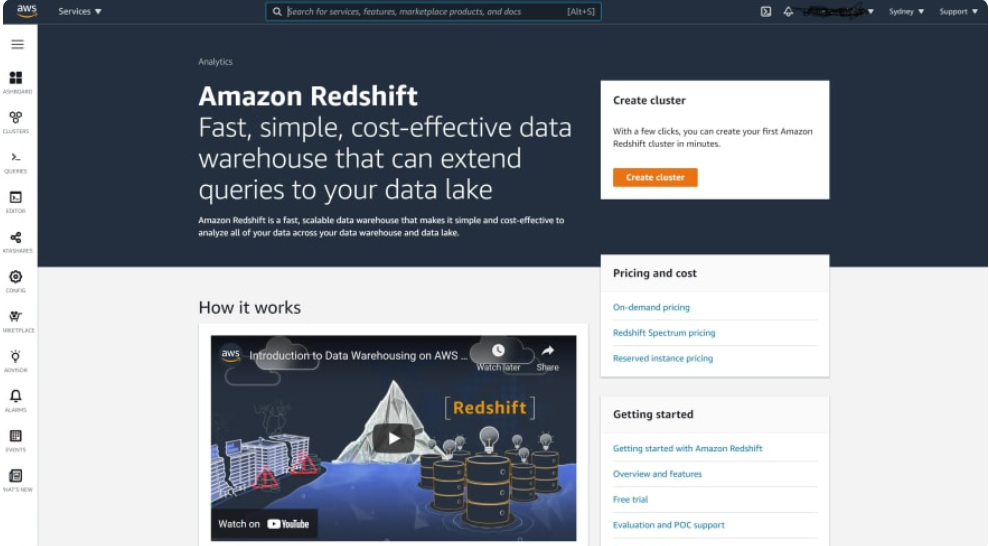 aws
Services
Search for services, features, marketplace products, and docs
[Alt+S]
Sydney
Support
ASHBOARD
CLUSTERS
QUERIES
EDITOR
ATASHARES
CONFIG
ARKETPLACE
ADVISOR
ALARMS
EVENTS
HAT'S NEW
Analytics
Amazon Redshift
Fast, simple, cost-effective data
warehouse that can extend
queries to your data lake
Amazon Redshift is a fast, scalable data warehouse that makes it simple and cost-effective to
analyze all of your data across your data warehouse and data lake.
Create cluster
With a few clicks, you can create your first Amazon
Redshift cluster in minutes.
Create cluster
Pricing and cost
On-demand pricing
Redshift Spectrum pricing
Reserved instance pricing
How it works
aws
Introduction to Data Warehousing on AWS ...
Watch later
Share
[Redshift]
Watch on YouTube
Getting started
Getting started with Amazon Redshift
Overview and features
Free trial
Evaluation and POC support